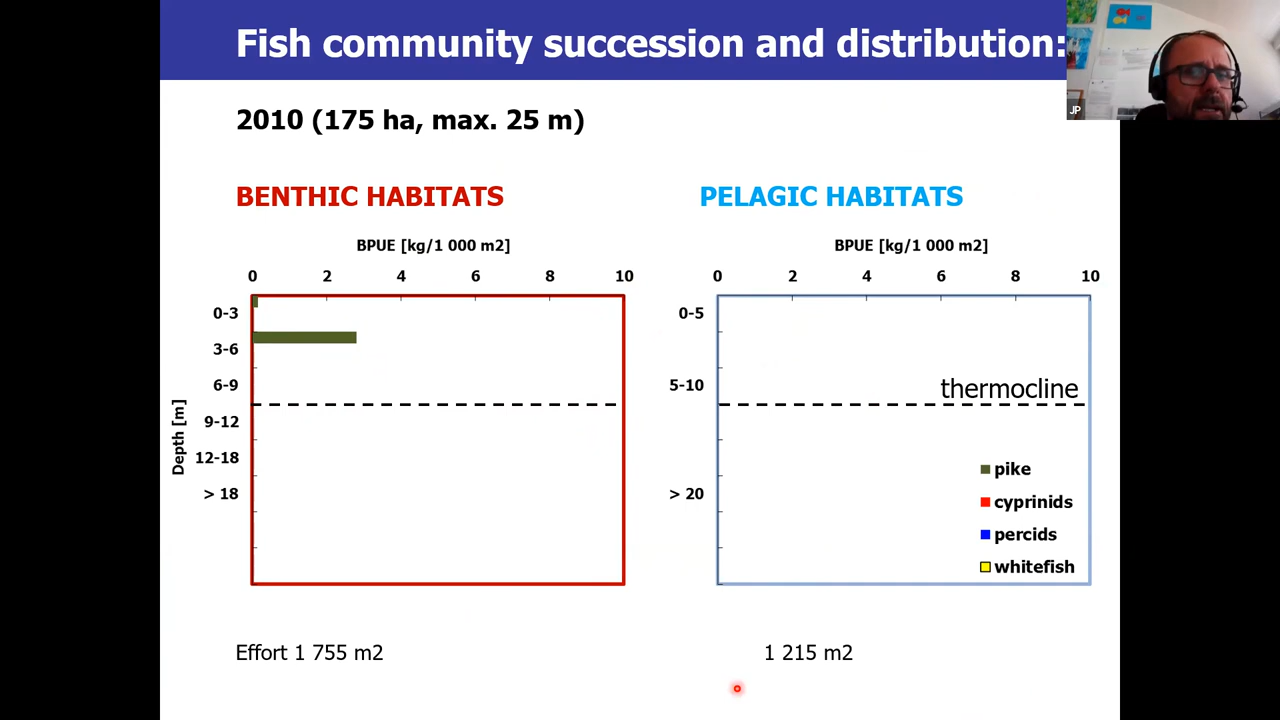 Fish community succession and distribution:
JP
2010 (175 ha, max. 25 m)
BENTHIC HABITATS
PELAGIC HABITATS
BPUE [kg/1 000 m2]
BPUE [kg/1 000 m2]
0 2 4 6 8 10
0 2 4 6 8 10
0-3
3-6
6-9
9-12
12-18
> 18
Depth [m]
0-5
5-10
> 20
thermocline
pike
cyprinids
percids
whitefish
Effort 1 755 m2
1 215 m2